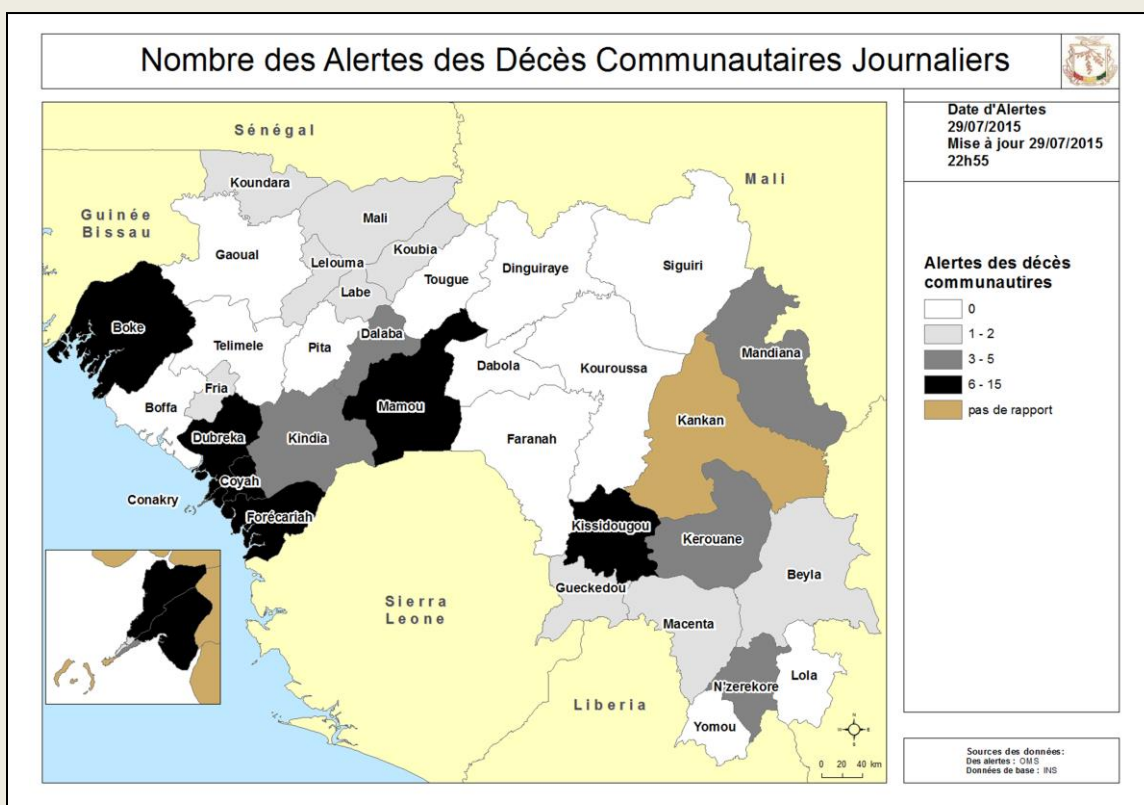 Nombre des Alertes des Décès Communautaires Journaliers
Date d'Alertes
29/07/2015
Mise à jour 29/07/2015
22h55
Alertes des décès
communautires
0
1 - 2
3 - 5
6 - 15
pas de rapport
Sénégal
Mali
Guinée
Bissau
Koundara
Mali
Gaoual
Koubia
Lelouma
Labe
Tougue
Dinguiraye
Siguiri
Boke
Telimele
Pita
Dalaba
Mandiana
Dabola
Kouroussa
Fria
Boffa
Mamou
Kankan
Dubreka
Kindia
Faranah
Coyah
Conakry
Forécariah
Kissidougou
Kerouane
Beyla
Gueckedou
Sierra
Leone
Macenta
Lola
N'zerekore
Liberia
Yomou
0 20 40 km
Sources des données:
Des alertes : OMS
Données de base : INS